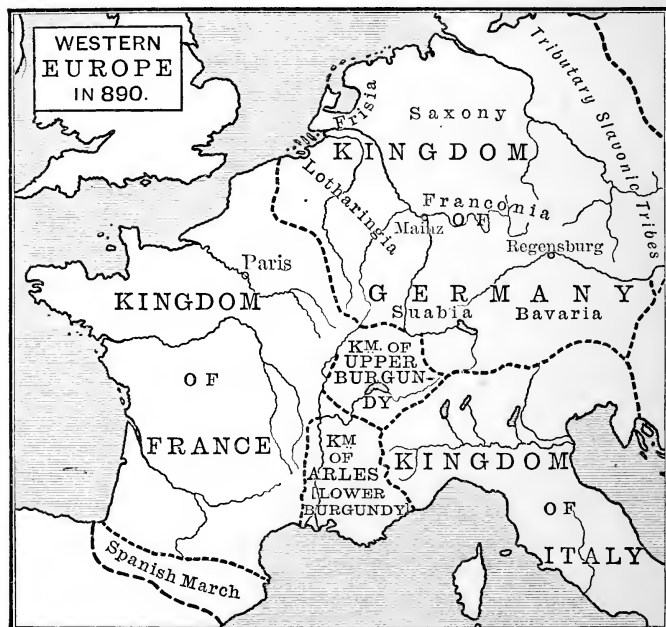 WESTERN
EUROPE
IN 890.
Tributary Slavonic Tribes
Frisia
Saxony
KINGDOM
Lotharingia
Franconia
OF
Mainz
Regensburg
Paris
KINGDOM
GERMANY
Suabia
Bavaria
KM. OF
UPPER
BURGUN-
DY
OF
FRANCE
KM
OF
ARLES
LOWER
BURGUNDY
KINGDOM
OF
ITALY
Spanish March